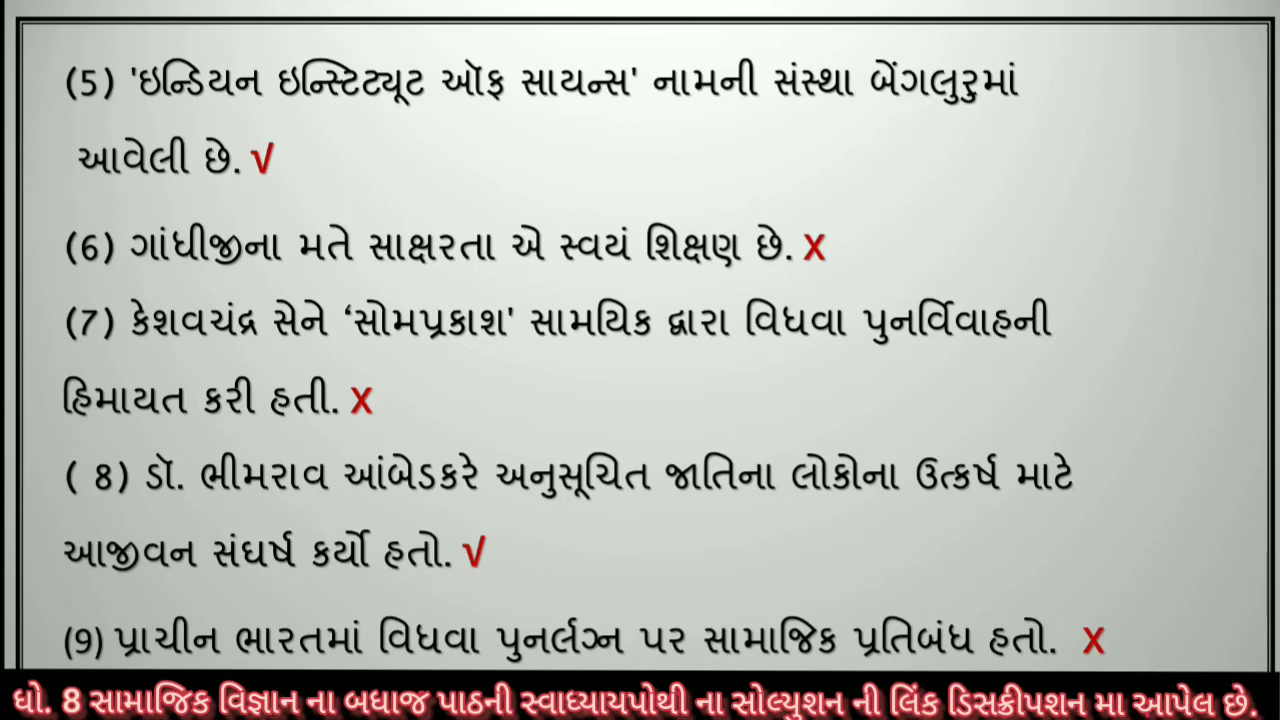 (5) 'ઇન્ડિયન ઇન્સ્ટિટ્યૂટ ઑફ સાયન્સ' નામની સંસ્થા બેંગલુરુમાં
આવેલી છે. √
(6) ગાંધીજીના મતે સાક્ષરતા એ સ્વયં શિક્ષણ છે. X
(7) કેશવચંદ્ર સેને ‘સોમપ્રકાશ' સામયિક દ્વારા વિધવા પુનર્વિવાહની
હિમાયત કરી હતી. X
( 8) ડૉ. ભીમરાવ આંબેડકરે અનુસૂચિત જાતિના લોકોના ઉત્કર્ષ માટે
આજીવન સંઘર્ષ કર્યો હતો. √
(9) પ્રાચીન ભારતમાં વિધવા પુનર્લગ્ન પર સામાજિક પ્રતિબંધ હતો. X
ધો. 8 સામાજિક વિજ્ઞાન ના બધાજ પાઠની સ્વાધ્યાયપોથી ના સોલ્યુશન ની લિંક ડિસક્રીપશન મા આપેલ છે.